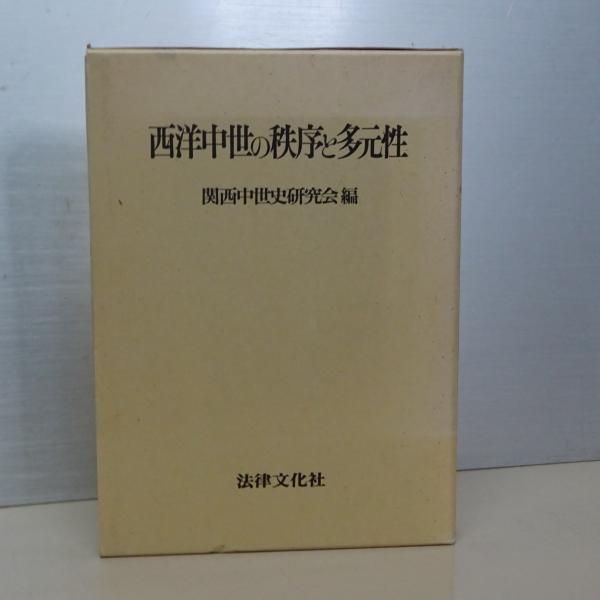 西洋中世の秩序と多元性
関西中世史研究会編
法律文化社